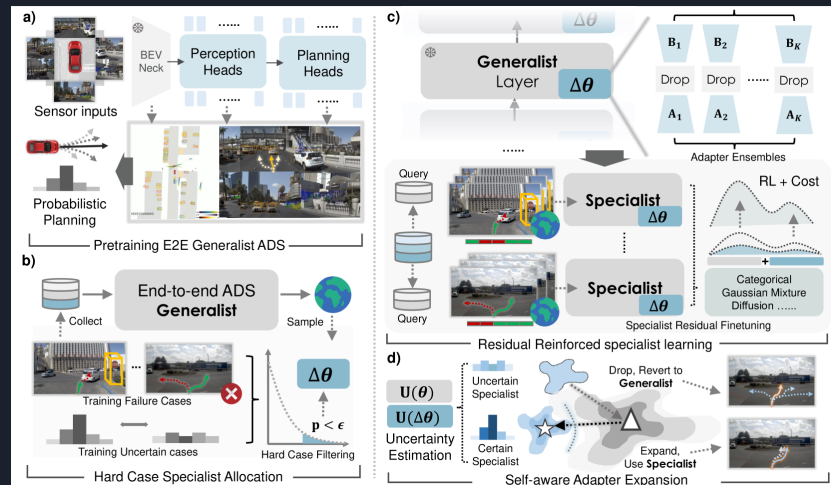 a)
BEV
Neck
Perception
Heads
Planning
Heads
......
......
......
......
Sensor inputs
Probabilistic
Planning
Pretraining E2E Generalist ADS
b)
End-to-end ADS
Generalist
Collect
Sample
...
Training Failure Cases
Δθ
p < ϵ
Training Uncertain cases
Hard Case Filtering
Hard Case Specialist Allocation
c)
Δθ
Generalist
Layer
Δθ
......
B1
B2
BK
Drop
Drop
......
Drop
A1
A2
AK
Adapter Ensembles
Query
Specialist
Δθ
Query
Specialist
Δθ
RL + Cost
+
Categorical
Gaussian Mixture
Diffusion ......
Specialist Residual Finetuning
Residual Reinforced specialist learning
d)
U(θ)
U(Δθ)
Uncertainty
Estimation
Uncertain
Specialist
Certain
Specialist
Drop, Revert to
Generalist
Expand,
Use Specialist
Self-aware Adapter Expansion